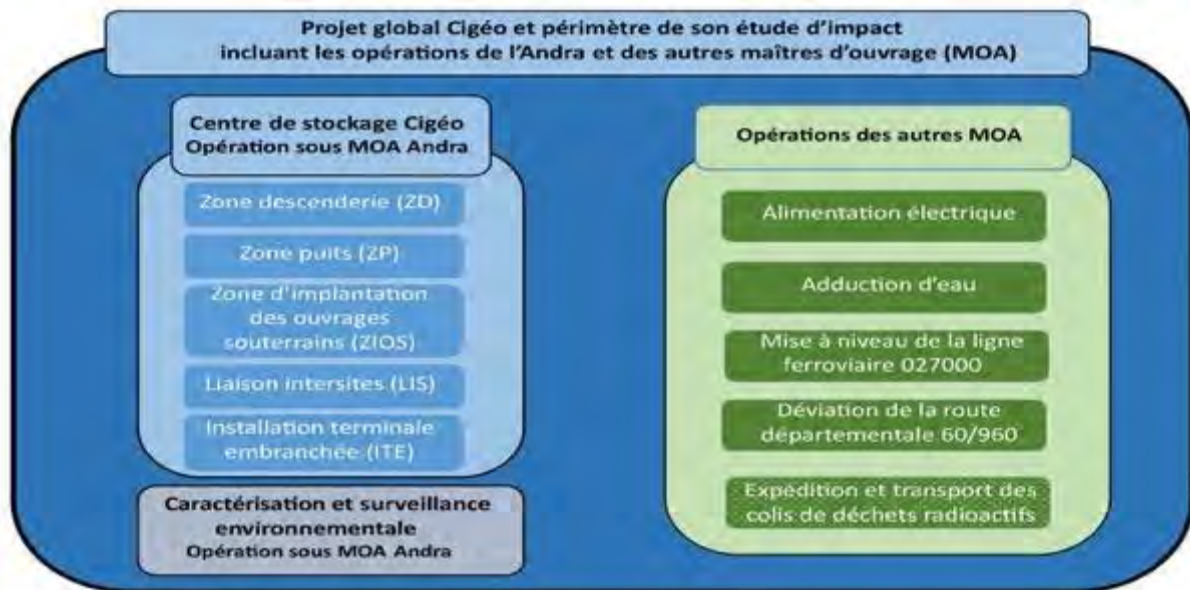 Projet global Cigéo et périmètre de son étude d'impact
incluant les opérations de l'Andra et des autres maîtres d'ouvrage (MOA)
Centre de stockage Cigéo
Opération sous MOA Andra
Zone descenderie (ZD)
Zone puits (ZP)
Zone d'implantation
des ouvrages
souterrains (ZIOS)
Liaison intersites (LIS)
Installation terminale
embranchée (ITE)
Caractérisation et surveillance
environnementale
Opération sous MOA Andra
Opérations des autres MOA
Alimentation électrique
Adduction d'eau
Mise à niveau de la ligne
ferroviaire 027000
Déviation de la route
départementale 60/960
Expédition et transport des
colis de déchets radioactifs